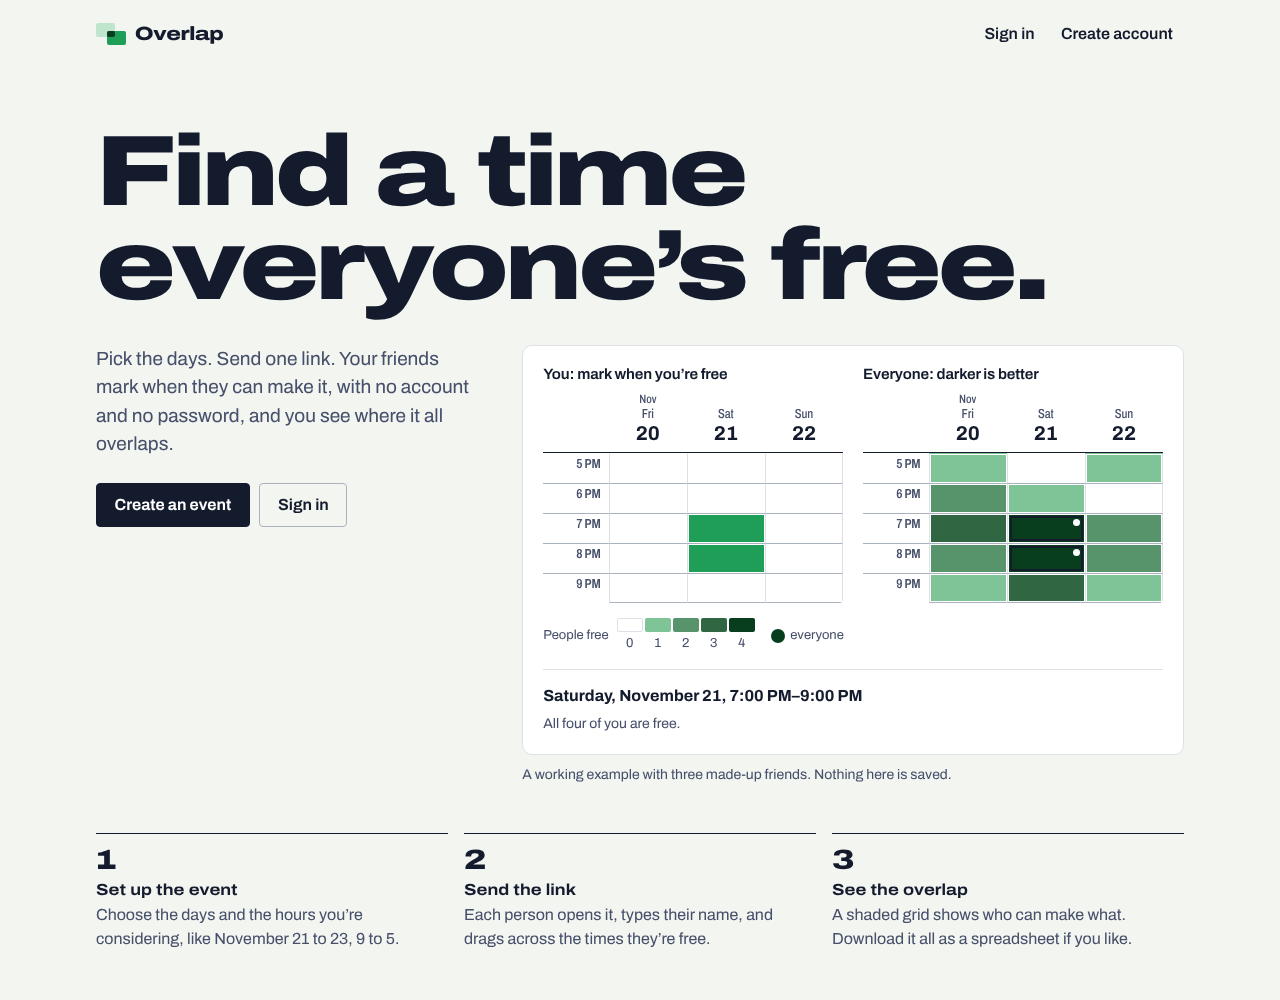 Overlap
Sign in
Create account
Find a time
everyone’s free.
Pick the days. Send one link. Your friends
mark when they can make it, with no account
and no password, and you see where it all
overlaps.
Create an event
Sign in
You: mark when you’re free
Nov
Fri
20
Sat
21
Sun
22
5 PM
6 PM
7 PM
8 PM
9 PM
Everyone: darker is better
Nov
Fri
20
Sat
21
Sun
22
5 PM
6 PM
7 PM
8 PM
9 PM
People free
0 1 2 3 4
everyone
Saturday, November 21, 7:00 PM–9:00 PM
All four of you are free.
A working example with three made-up friends. Nothing here is saved.
1
Set up the event
Choose the days and the hours you’re
considering, like November 21 to 23, 9 to 5.
2
Send the link
Each person opens it, types their name, and
drags across the times they’re free.
3
See the overlap
A shaded grid shows who can make what.
Download it all as a spreadsheet if you like.